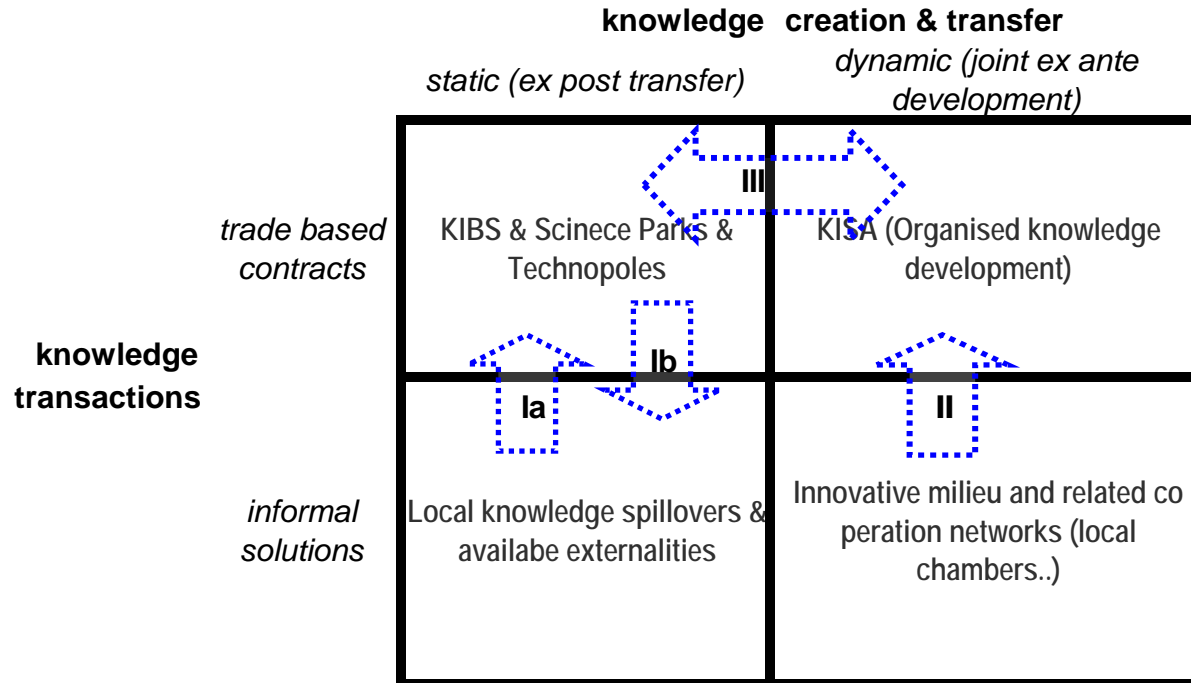 knowledge creation & transfer
static (ex post transfer)
dynamic (joint ex ante
development)
III
trade based
contracts
KIBS & Scinece Parks &
Technopoles
KISA (Organised knowledge
development)
knowledge
transactions
Ia
Ib
II
informal
solutions
Local knowledge spillovers &
availabe externalities
Innovative milieu and related co
peration networks (local
chambers..)